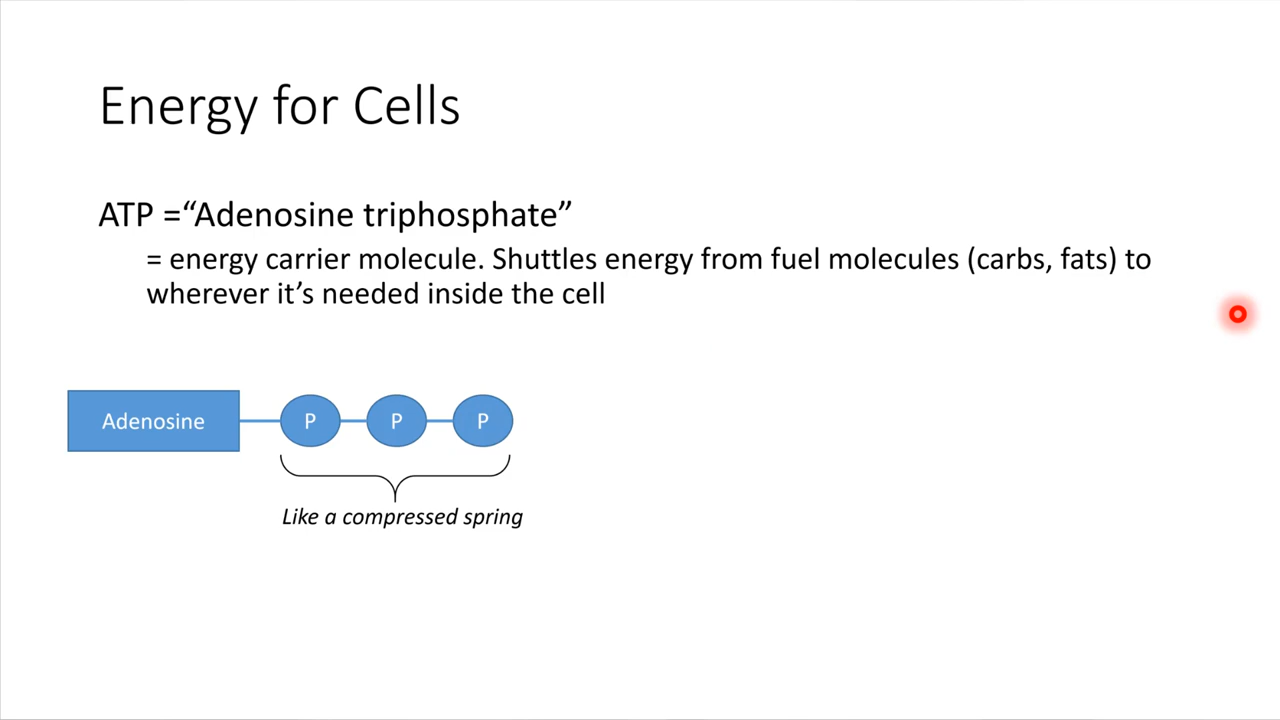 Energy for Cells
ATP =“Adenosine triphosphate”
= energy carrier molecule. Shuttles energy from fuel molecules (carbs, fats) to
wherever it’s needed inside the cell
Adenosine P P P
Like a compressed spring